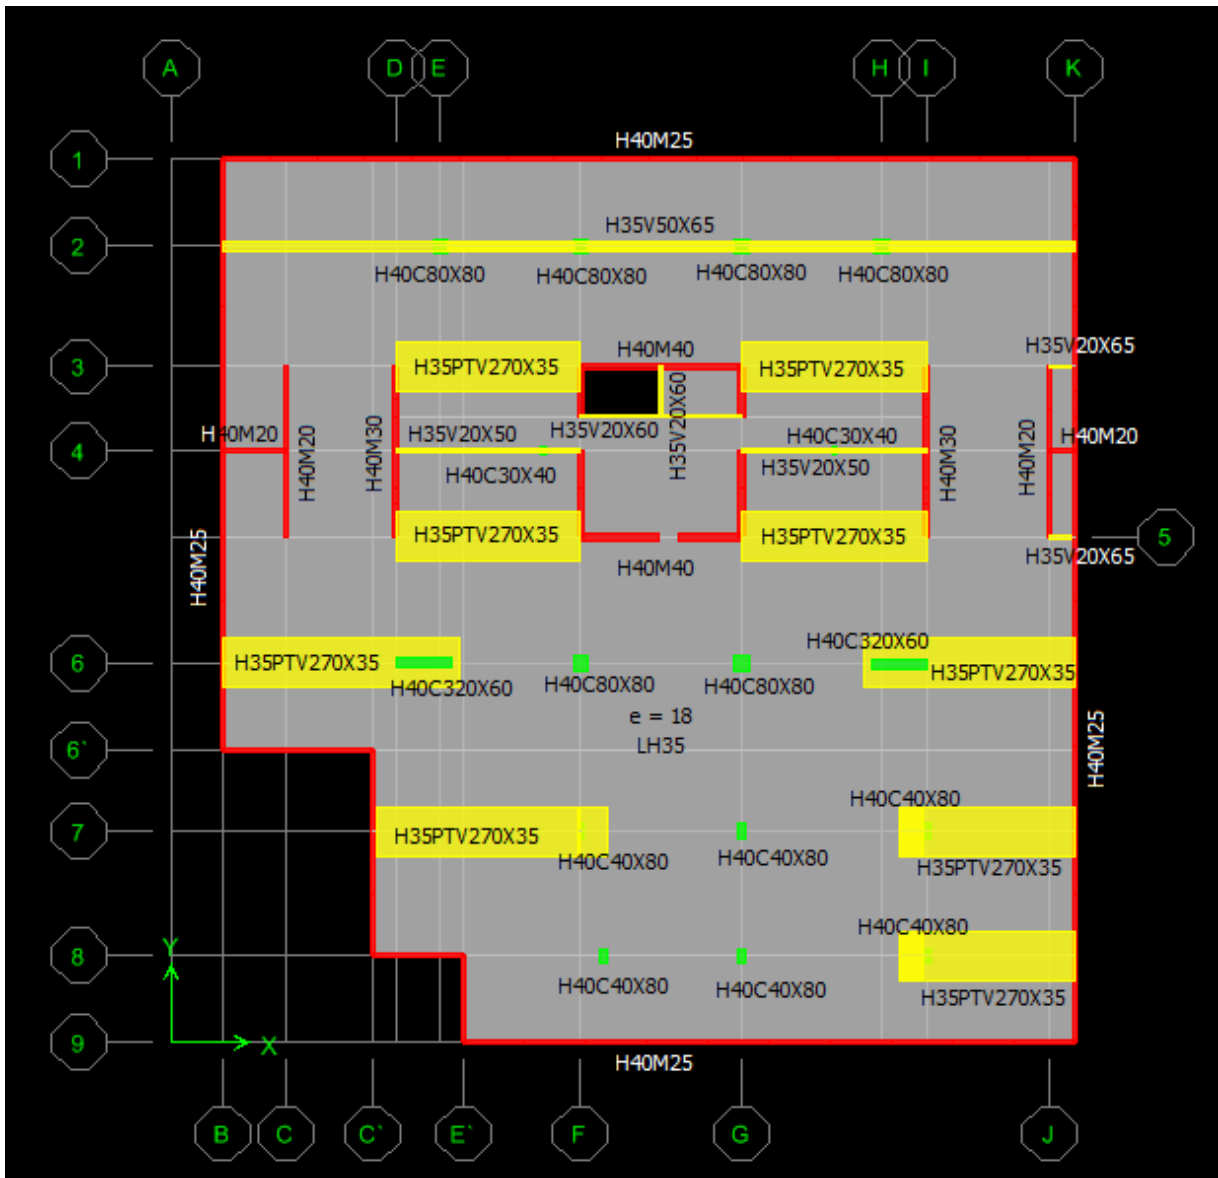 A
D
E
H
I
K
1
H40M25
2
H35V50X65
H40C80X80
H40C80X80
H40C80X80
H40C80X80
3
H35V20X65
H40M40
H35PTV270X35
H35PTV270X35
H35V20X60
H40M20
H40M20
H40M30
H35V20X50
H35V20X60
H40C30X40
H40M30
H40M20
H40M20
4
H40C30X40
H35V20X50
H35PTV270X35
H35PTV270X35
5
H35V20X65
H40M25
H40M40
H40C320X60
6
H35PTV270X35
H35PTV270X35
H40C320X60
H40C80X80
H40C80X80
e = 18
LH35
6`
H40M25
H40C40X80
7
H35PTV270X35
H40C40X80
H40C40X80
H35PTV270X35
H40C40X80
8
Y
H40C40X80
H40C40X80
H35PTV270X35
9
X
H40M25
B
C
C`
E`
F
G
J